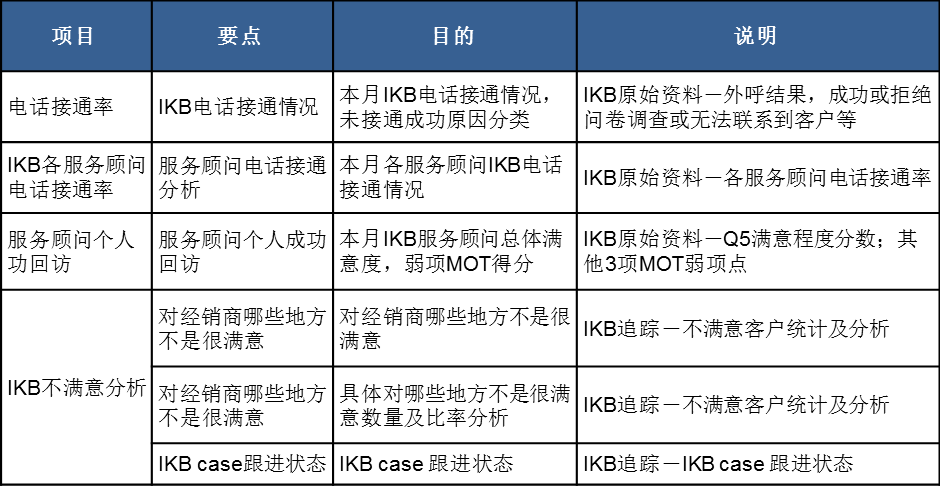 项目
要点
目的
说明
电话接通率
IKB电话接通情况
本月IKB电话接通情况，
未接通成功原因分类
IKB原始资料－外呼结果，成功或拒绝
问卷调查或无法联系到客户等
IKB各服务顾问
电话接通率
服务顾问电话接通
分析
本月各服务顾问IKB电话
接通情况
IKB原始资料－各服务顾问电话接通率
服务顾问个人
功回访
服务顾问个人成功
回访
本月IKB服务顾问总体满
意度，弱项MOT得分
IKB原始资料－Q5满意程度分数；其
他3项MOT弱项点
IKB不满意分析
对经销商哪些地方
不是很满意
对经销商哪些地方不是很
满意
IKB追踪－不满意客户统计及分析
对经销商哪些地方
不是很满意
具体对哪些地方不是很满
意数量及比率分析
IKB追踪－不满意客户统计及分析
IKB case跟进状态
IKB case 跟进状态
IKB追踪－IKB case 跟进状态